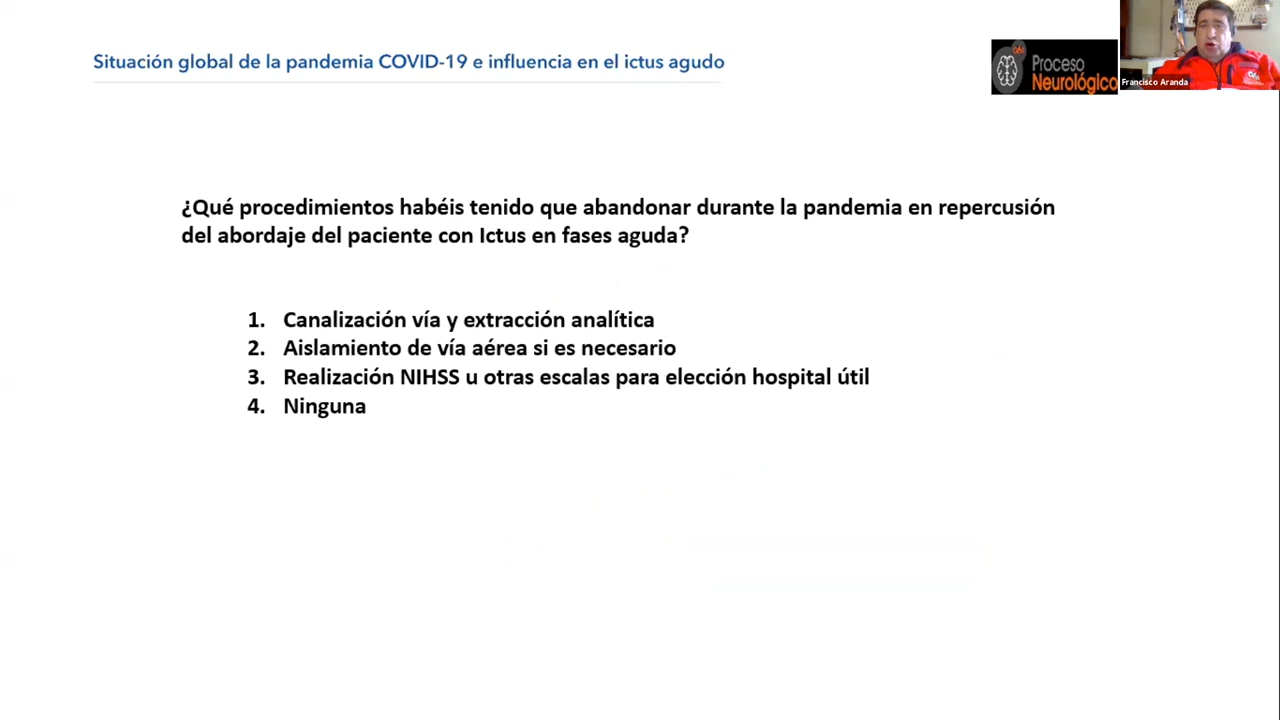 Situación global de la pandemia COVID-19 e influencia en el ictus agudo
061
Proceso
Neurológico
Francisco Aranda
¿Qué procedimientos habéis tenido que abandonar durante la pandemia en repercusión
del abordaje del paciente con Ictus en fases aguda?
1. Canalización vía y extracción analítica
2. Aislamiento de vía aérea si es necesario
3. Realización NIHSS u otras escalas para elección hospital útil
4. Ninguna